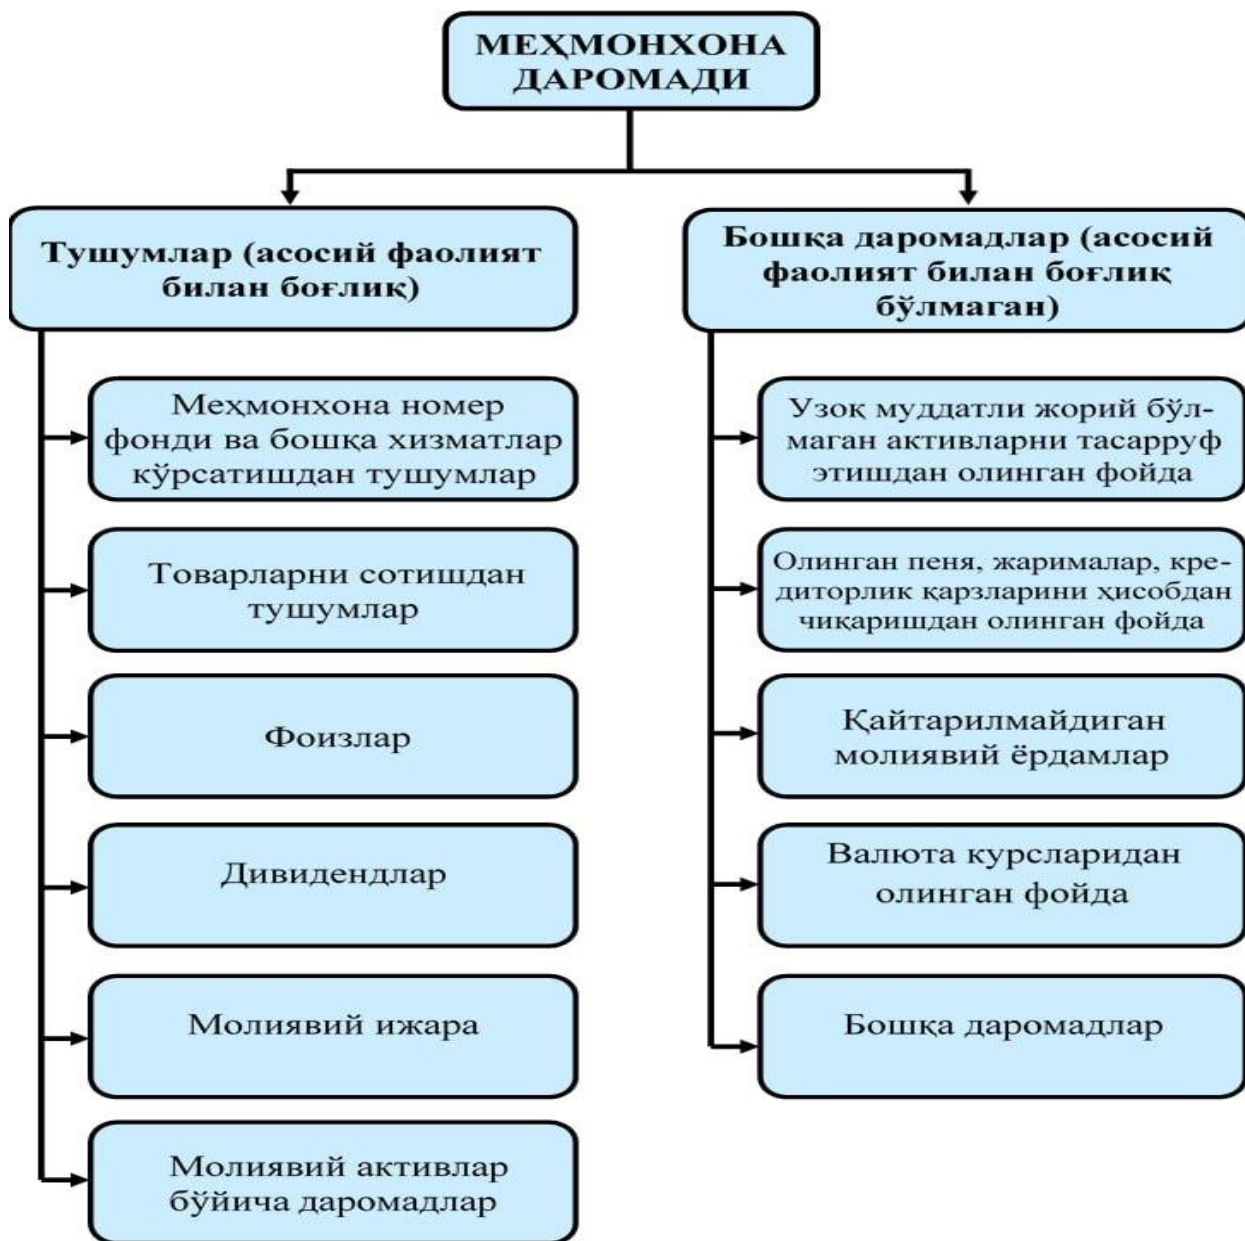 МЕҲМОНХОНА
ДАРОМАДИ
Тушумлар (асосий фаолият
билан боғлиқ)
Меҳмонхона номер
фонди ва бошқа хизматлар
кўрсатишдан тушумлар
Товарларни сотишдан
тушумлар
Фоизлар
Дивидендлар
Молиявий ижара
Молиявий активлар
бўйича даромадлар
Бошқа даромадлар (асосий
фаолият билан боғлиқ
бўлмаган)
Узоқ муддатли жорий бўл-
маган активларни тасарруф
этишдан олинган фойда
Олинган пеня, жарималар, кре-
диторлик қарзларини ҳисобдан
чиқаришдан олинган фойда
Қайтарилмайдиган
молиявий ёрдамлар
Валюта курсларидан
олинган фойда
Бошқа даромадлар